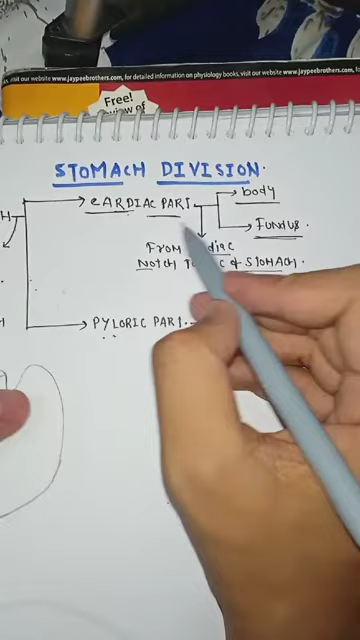 visit our website www.jaypeebrothers.com, for detailed information on physiology books, visit our website www.jaypeebrothers.com
Free!
of
STOMACH DIVISION.
H
CARDIAC PART
body
FUNDUS.
FROM
NOTCH OF STOMACH.
PYLORIC PART.